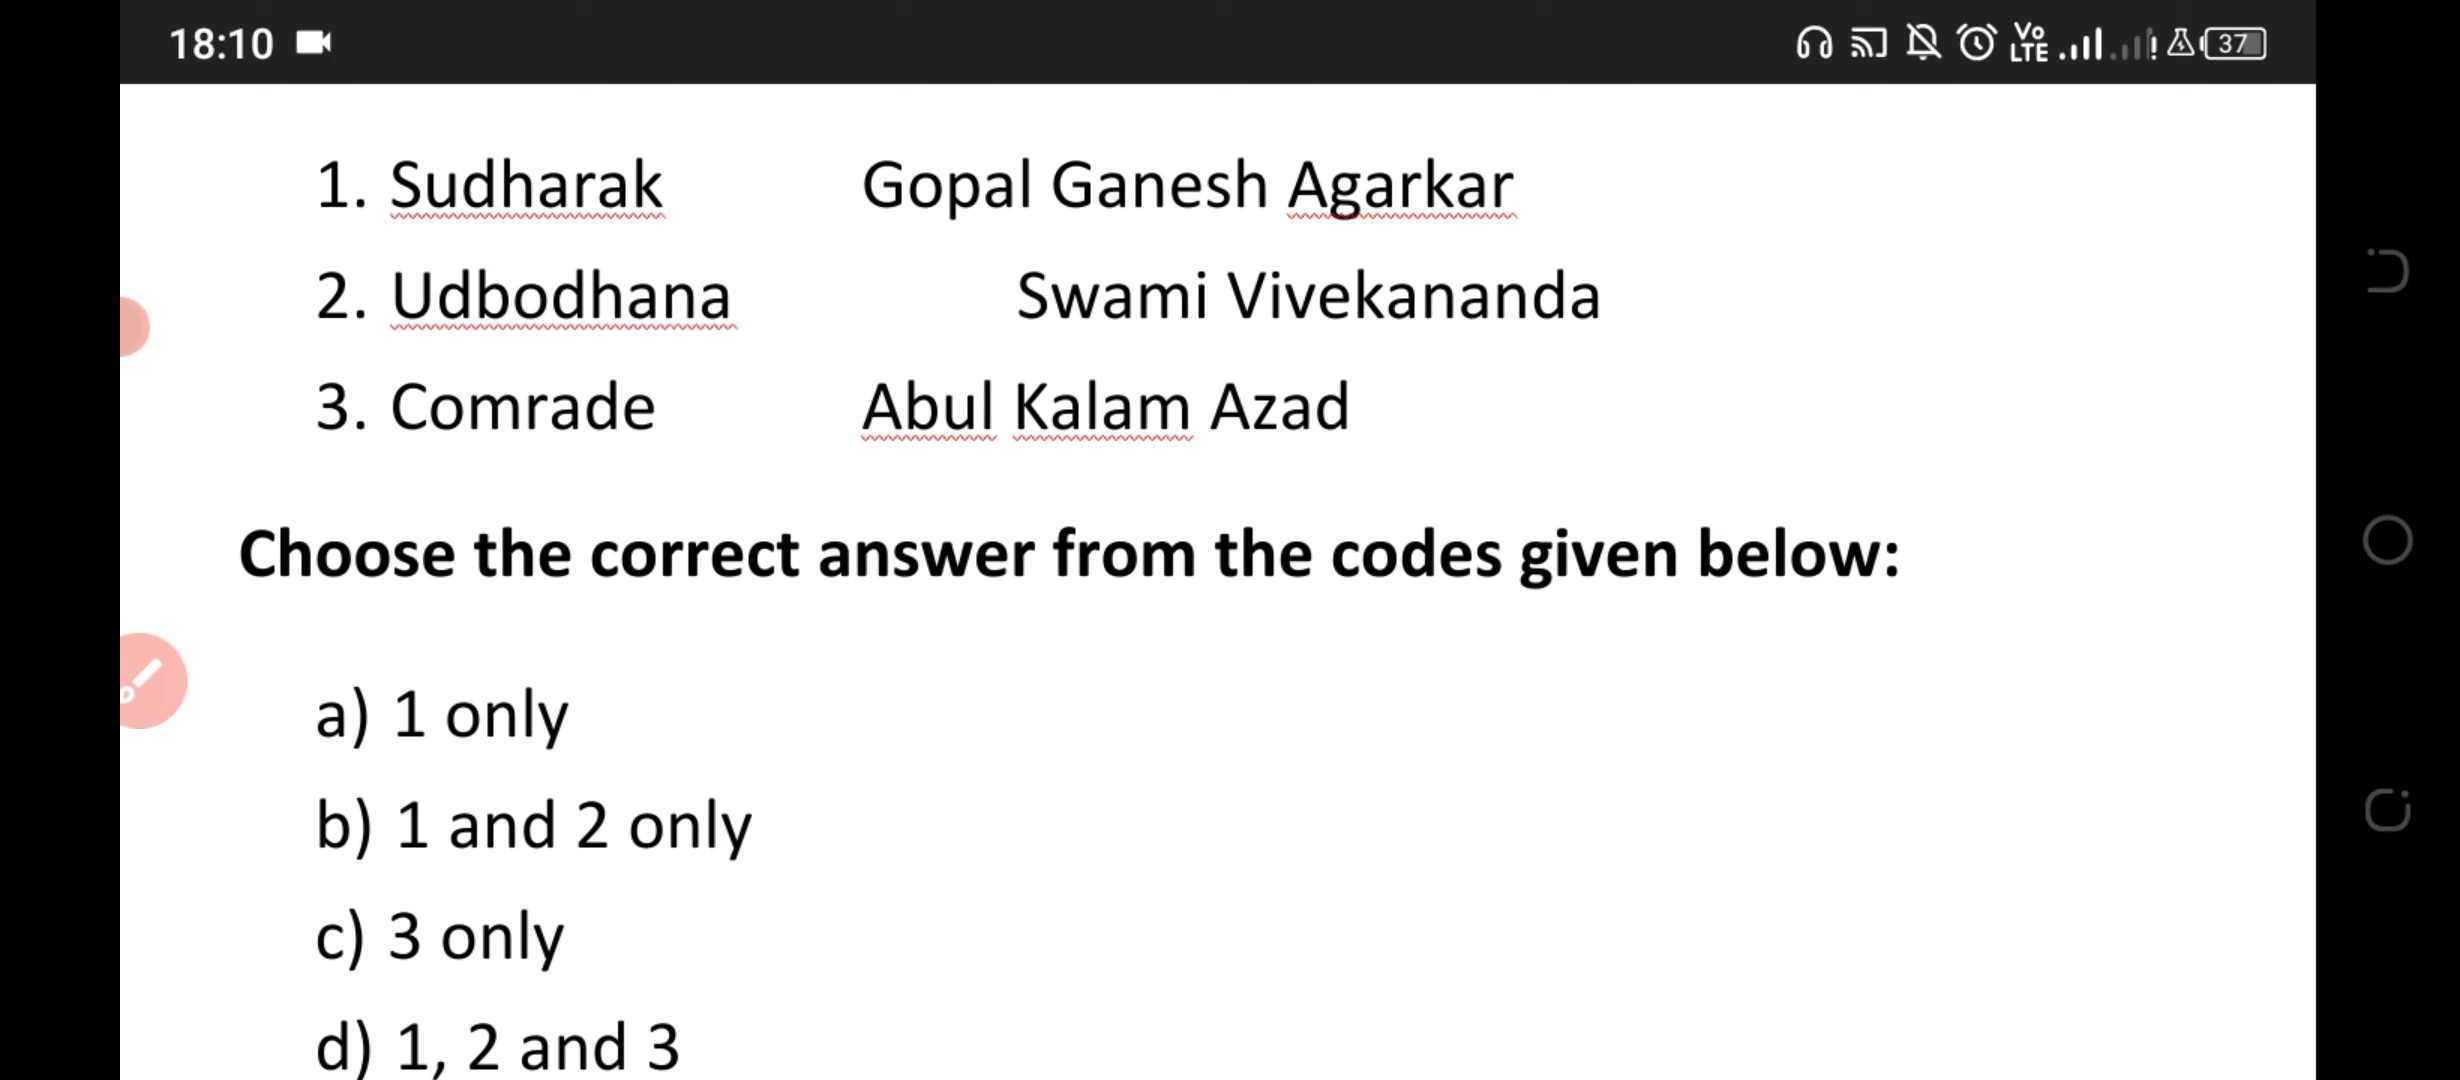 18:10 Vo LTE 37
1. Sudharak Gopal Ganesh Agarkar
2. Udbodhana Swami Vivekananda
3. Comrade Abul Kalam Azad
Choose the correct answer from the codes given below:
a) 1 only
b) 1 and 2 only
c) 3 only
d) 1, 2 and 3